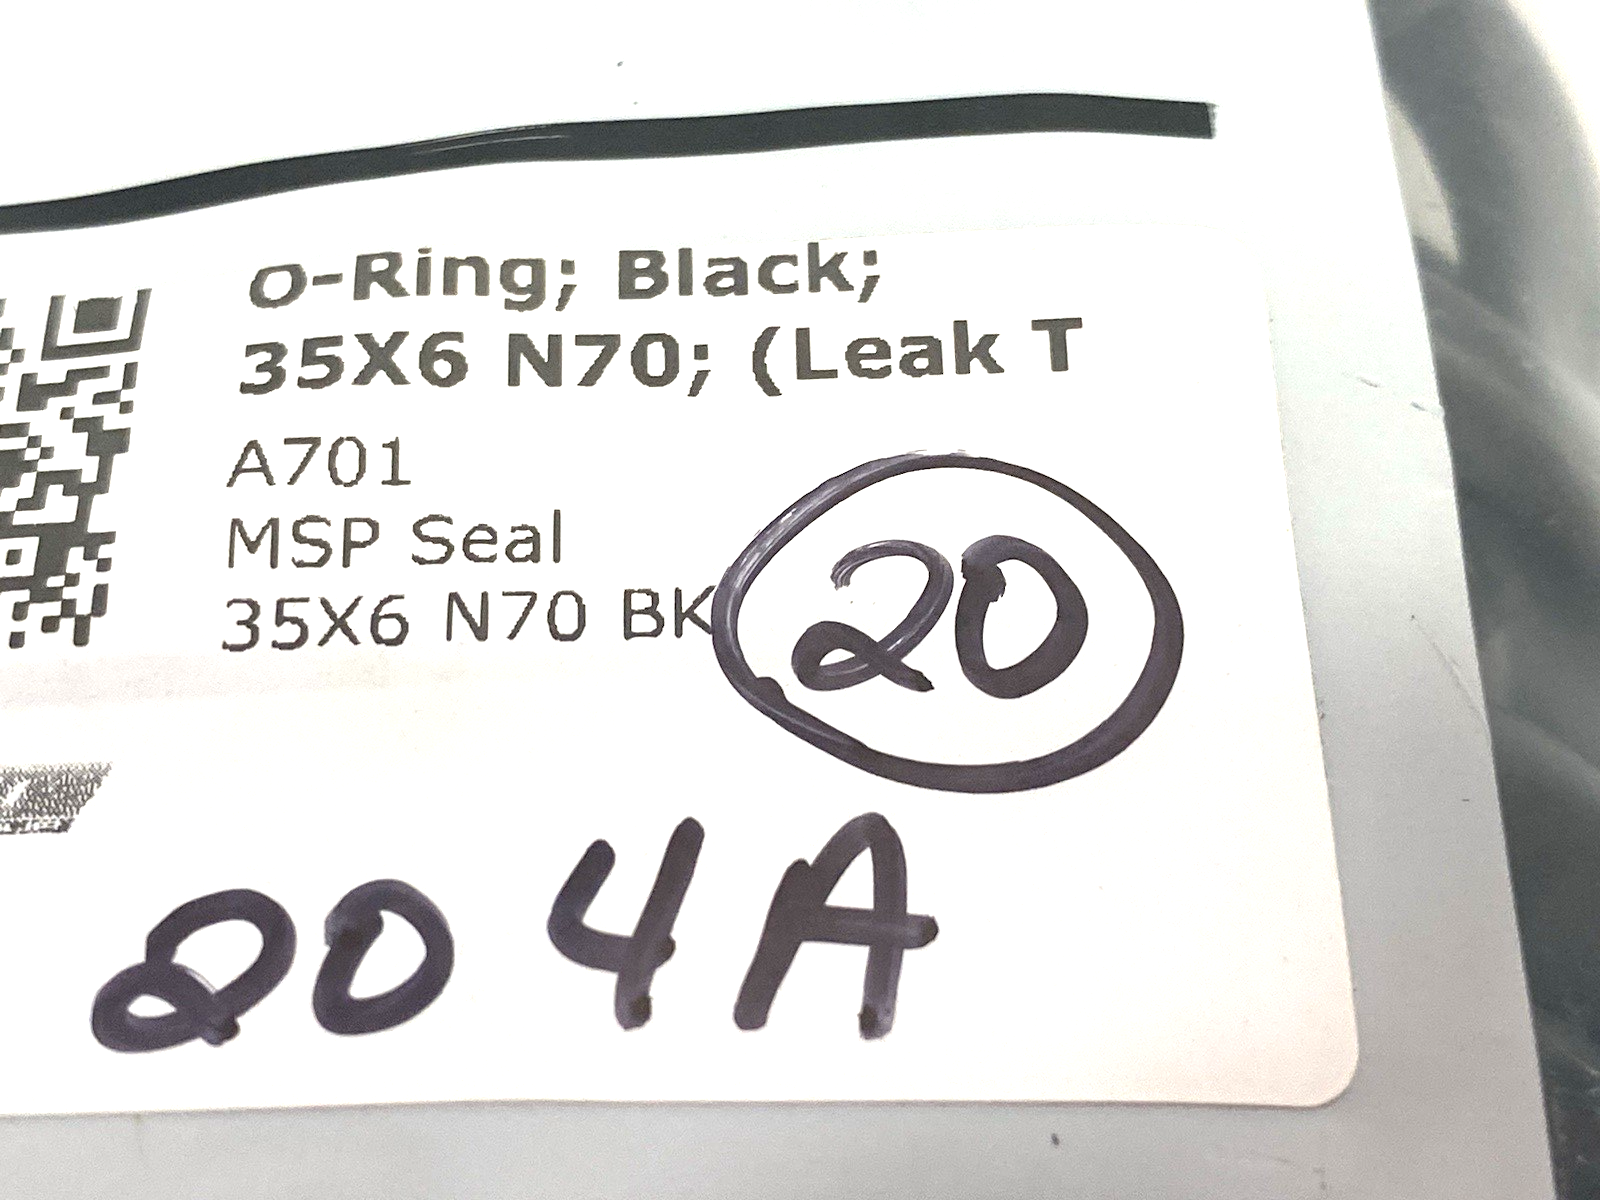 O-Ring; Black;
35X6 N70; (Leak T
A701
MSP Seal
35X6 N70 BK
20
204A